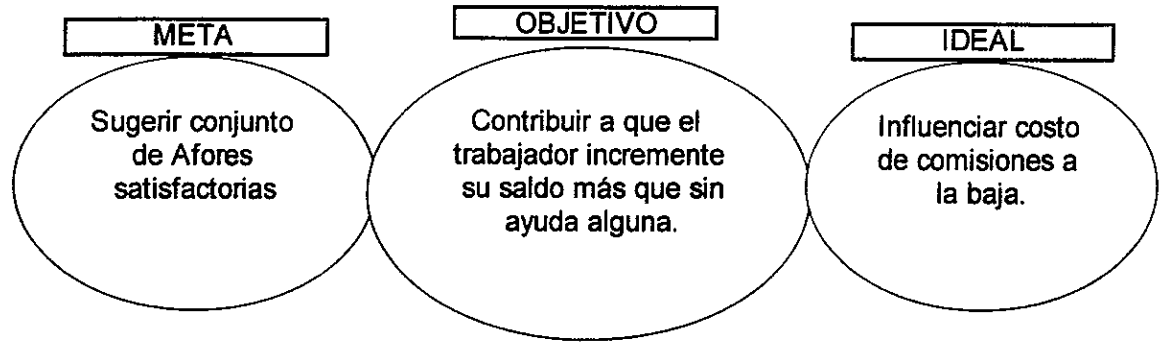 META
Sugerir conjunto
de Afores
satisfactorias
OBJETIVO
Contribuir a que el
trabajador incremente
su saldo más que sin
ayuda alguna.
IDEAL
Influenciar costo
de comisiones a
la baja.